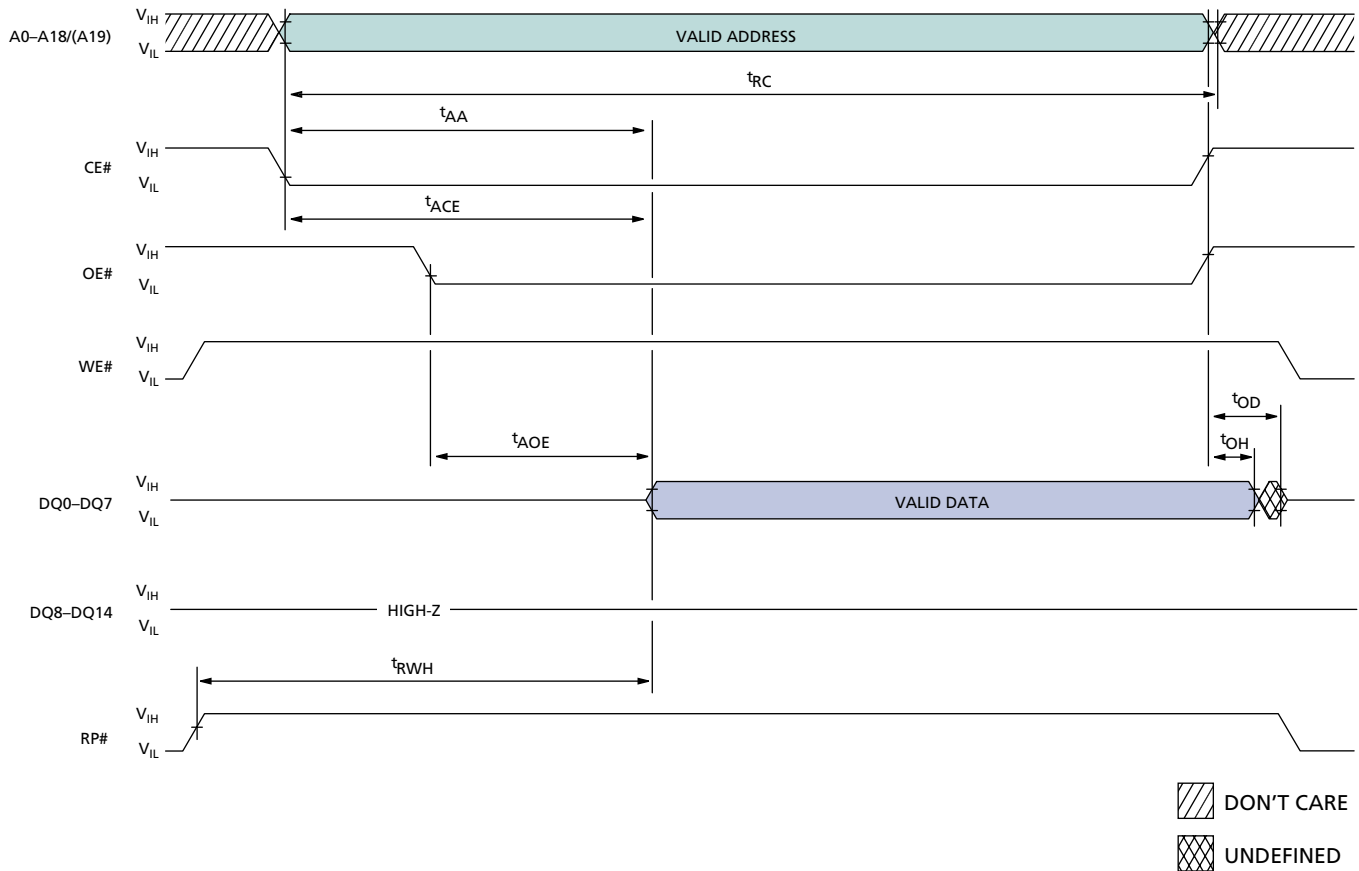 VIH
A0–A18/(A19)
VIL
VALID ADDRESS
tRC
tAA
VIH
CE#
VIL
tACE
VIH
OE#
VIL
VIH
WE#
VIL
tOD
tAOE
tOH
VIH
DQ0–DQ7
VIL
VALID DATA
VIH
DQ8–DQ14
VIL
HIGH-Z
tRWH
VIH
RP#
VIL
DON'T CARE
UNDEFINED